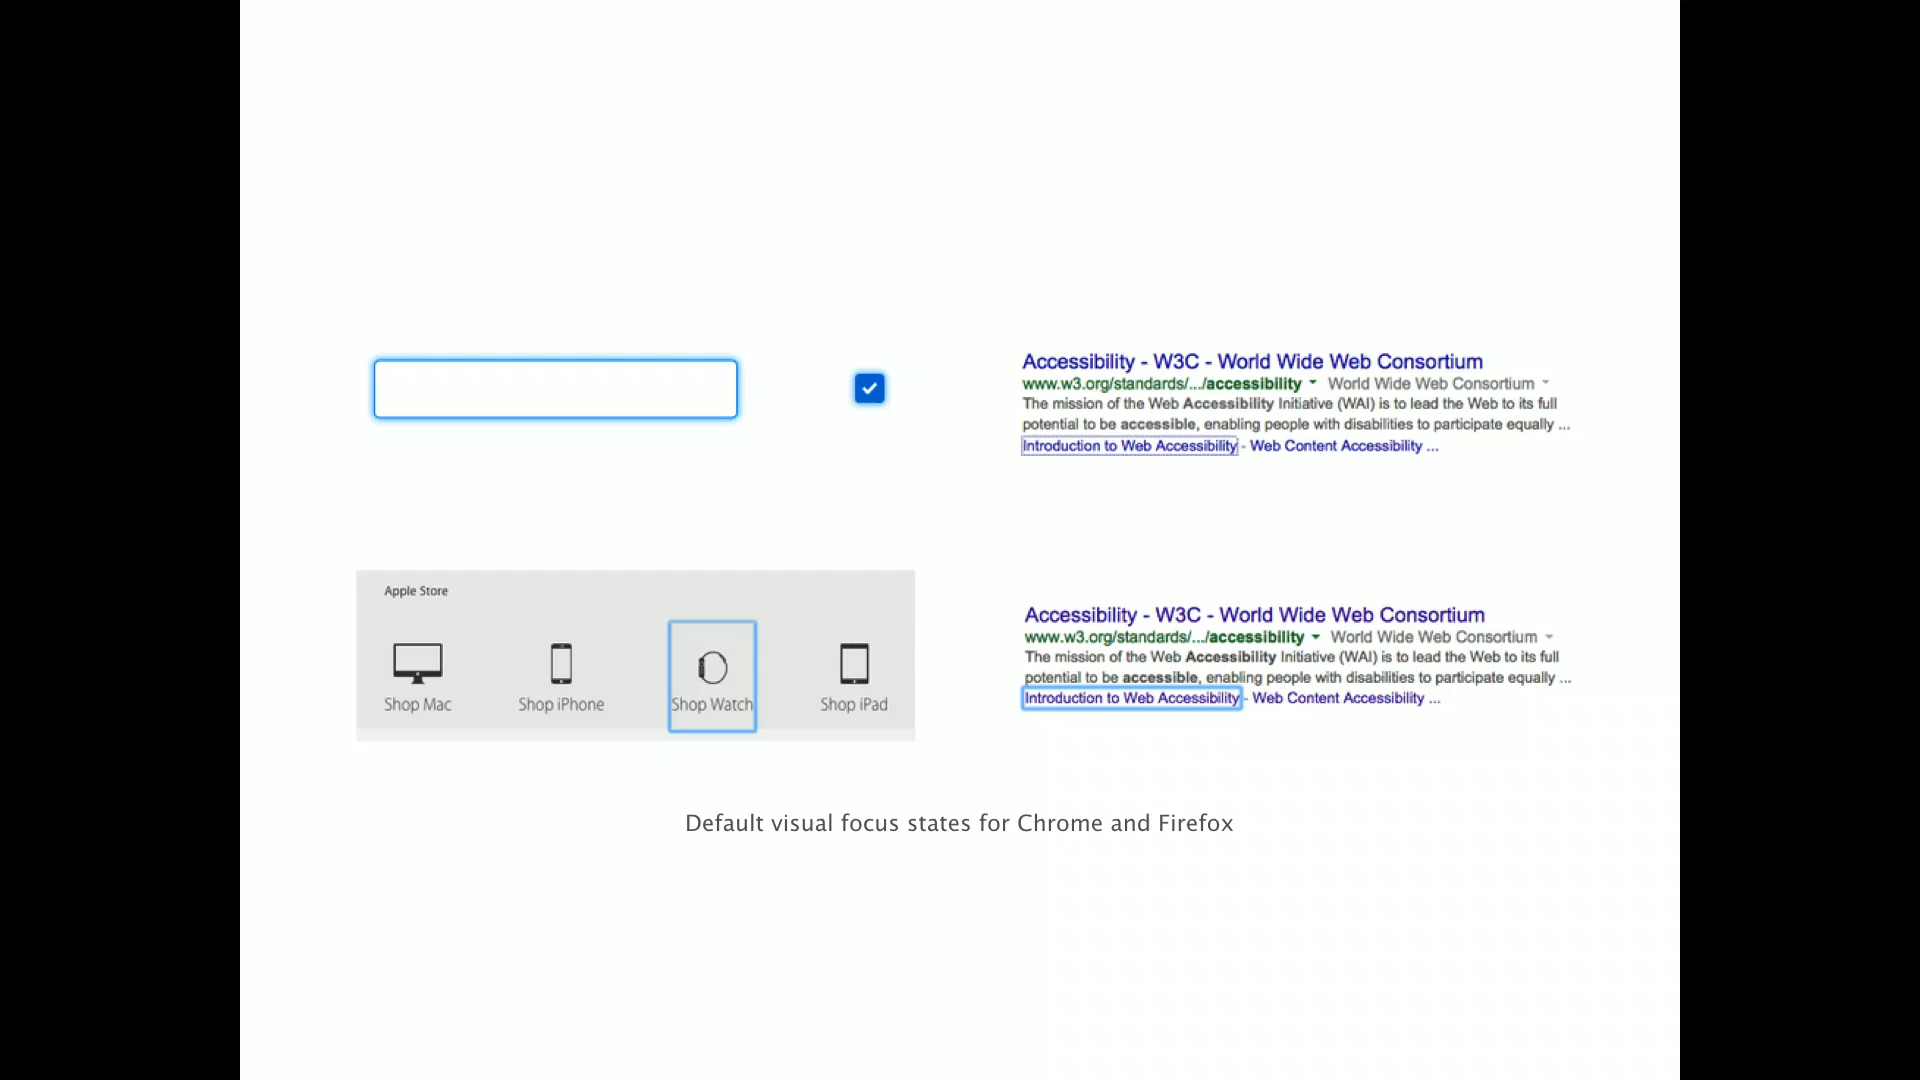 Accessibility - W3C - World Wide Web Consortium
www.w3.org/standards/.../accessibility World Wide Web Consortium
The mission of the Web Accessibility Initiative (WAI) is to lead the Web to its full
potential to be accessible, enabling people with disabilities to participate equally ...
Introduction to Web Accessibility - Web Content Accessibility ...
Apple Store
Shop Mac Shop iPhone Shop Watch Shop iPad
Accessibility - W3C - World Wide Web Consortium
www.w3.org/standards/.../accessibility World Wide Web Consortium
The mission of the Web Accessibility Initiative (WAI) is to lead the Web to its full
potential to be accessible, enabling people with disabilities to participate equally ...
Introduction to Web Accessibility - Web Content Accessibility ...
Default visual focus states for Chrome and Firefox